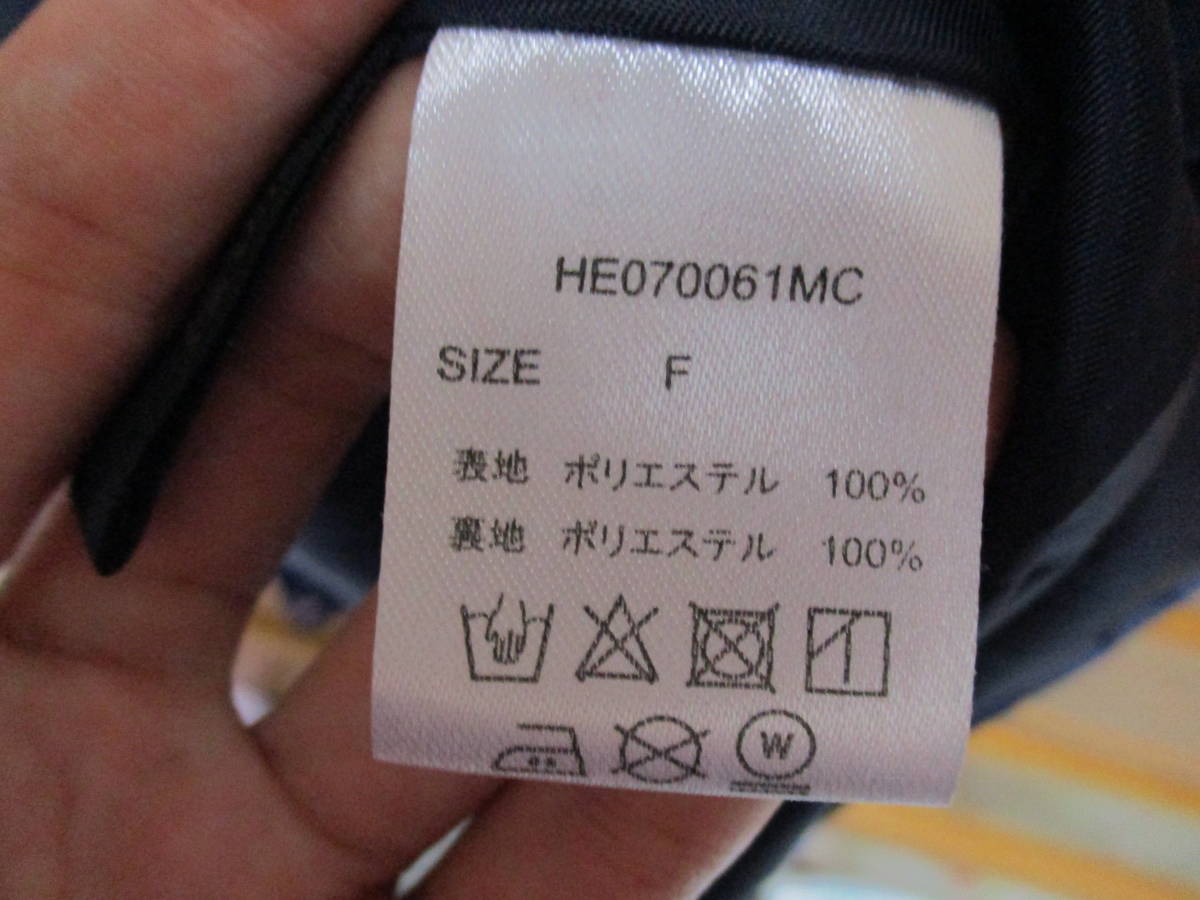 HE070061MC
SIZE F
表地 ポリエステル 100%
裏地 ポリエステル 100%
W